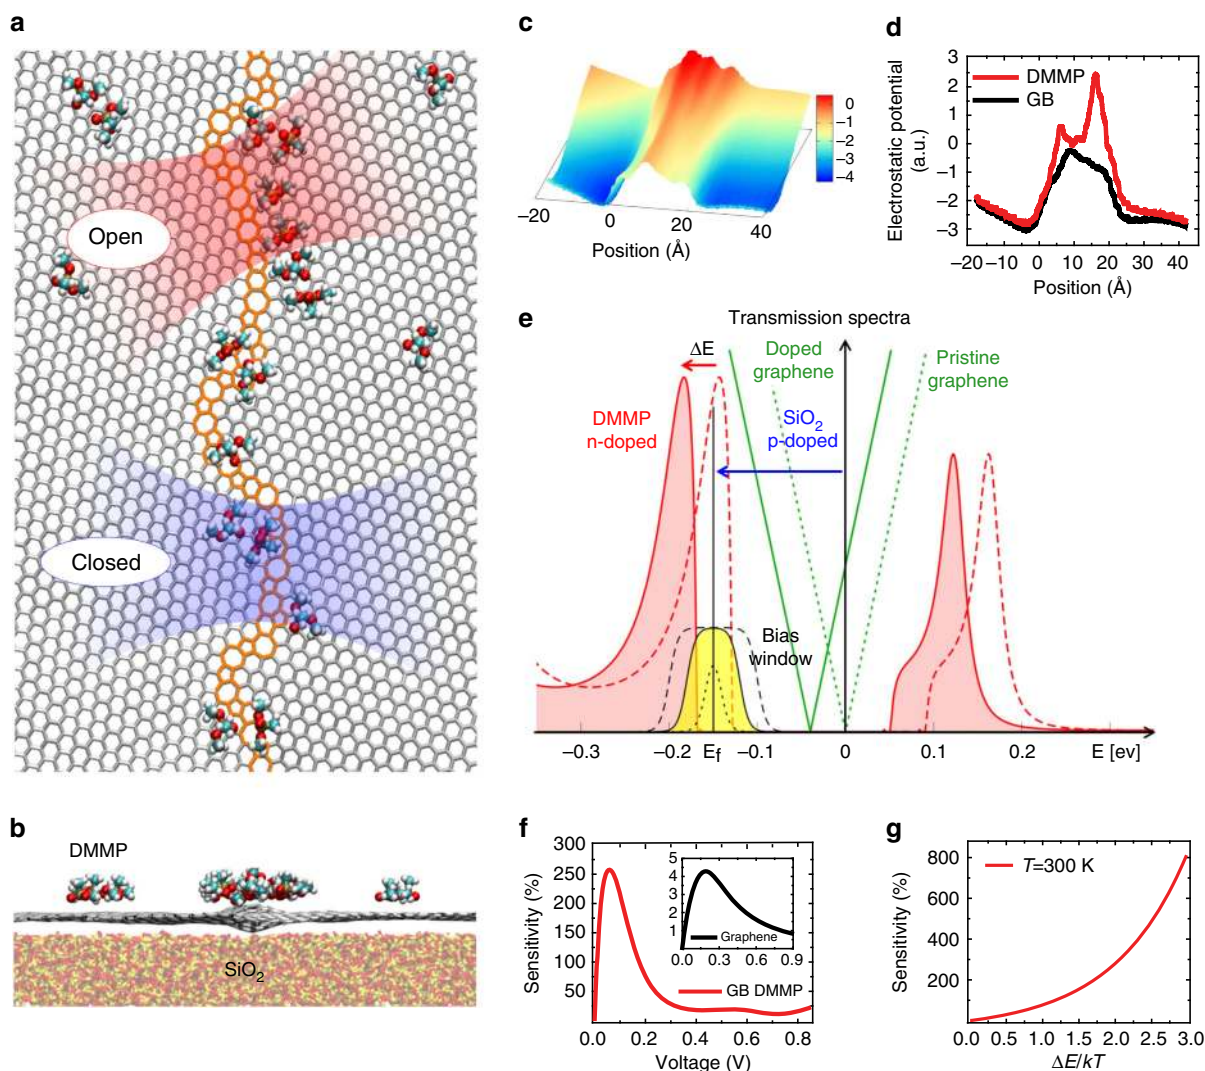 a
Open
Closed
b
DMMP
SiO2
c
0
−1
−2
−3
−4
−20
0
20
40
Position (Å)
d
Electrostatic potential
(a.u.)
3
2
1
0
−1
−2
−3
DMMP
GB
−20 −10 0 10 20 30 40
Position (Å)
e
Transmission spectra
ΔE
Doped
graphene
Pristine
graphene
DMMP
n-doped
SiO2
p-doped
Bias
window
−0.3 −0.2 Ef −0.1 0 0.1 0.2 E [ev]
f
Sensitivity (%)
300
250
200
150
100
50
5
4
3
2
1
Graphene
0.0 0.3 0.6 0.9
GB DMMP
0.0 0.2 0.4 0.6 0.8
Voltage (V)
g
Sensitivity (%)
800
600
400
200
T=300 K
0.0 0.5 1.0 1.5 2.0 2.5 3.0
ΔE/kT